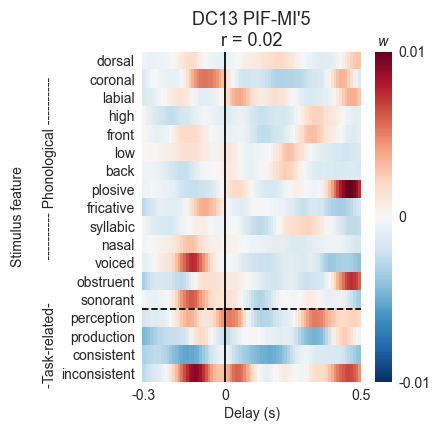 DC13 PIF-MI'5
r = 0.02
w
dorsal
coronal
labial
high
front
low
back
plosive
fricative
syllabic
nasal
voiced
obstruent
sonorant
perception
production
consistent
inconsistent
Stimulus feature
-Task-related- ----------- Phonological -----------
0.01
0
-0.01
-0.3 0 0.5
Delay (s)